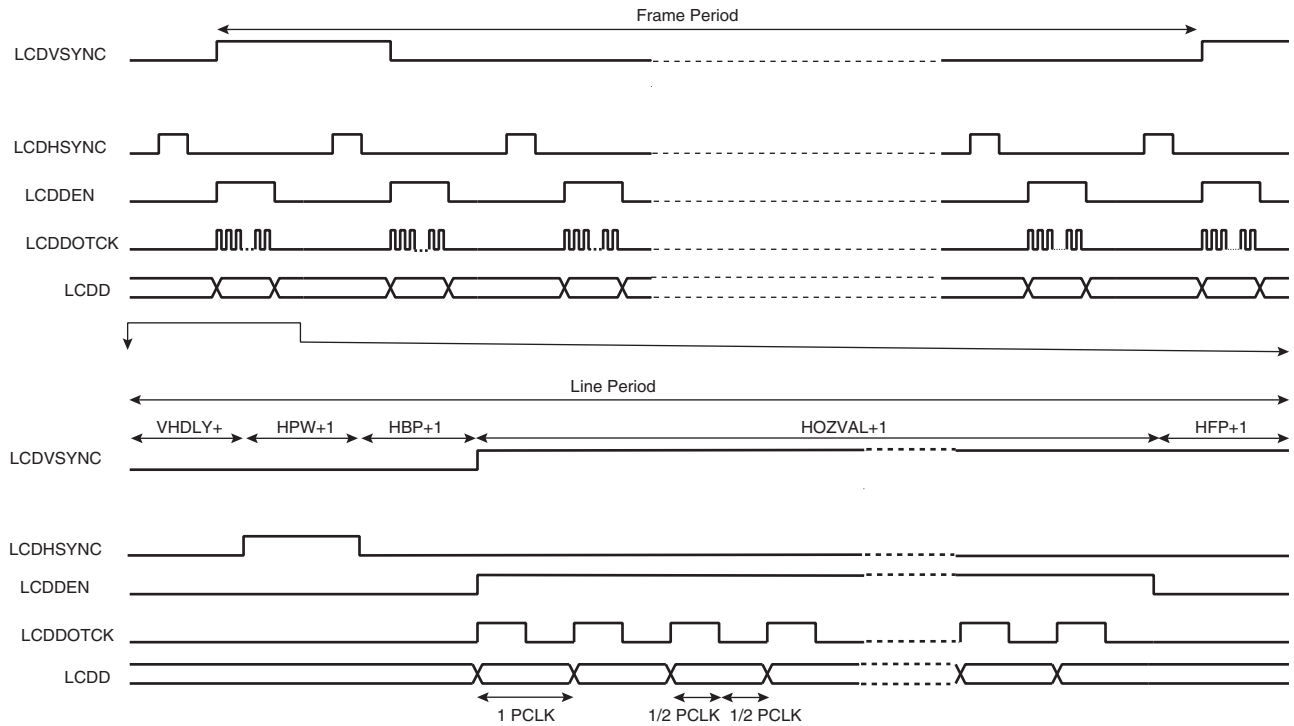 Frame Period
LCDVSYNC
LCDHSYNC
LCDDEN
LCDDOTCK
LCDD
Line Period
VHDLY+ HPW+1 HBP+1 HOZVAL+1 HFP+1
LCDVSYNC
LCDHSYNC
LCDDEN
LCDDOTCK
LCDD
1 PCLK 1/2 PCLK 1/2 PCLK